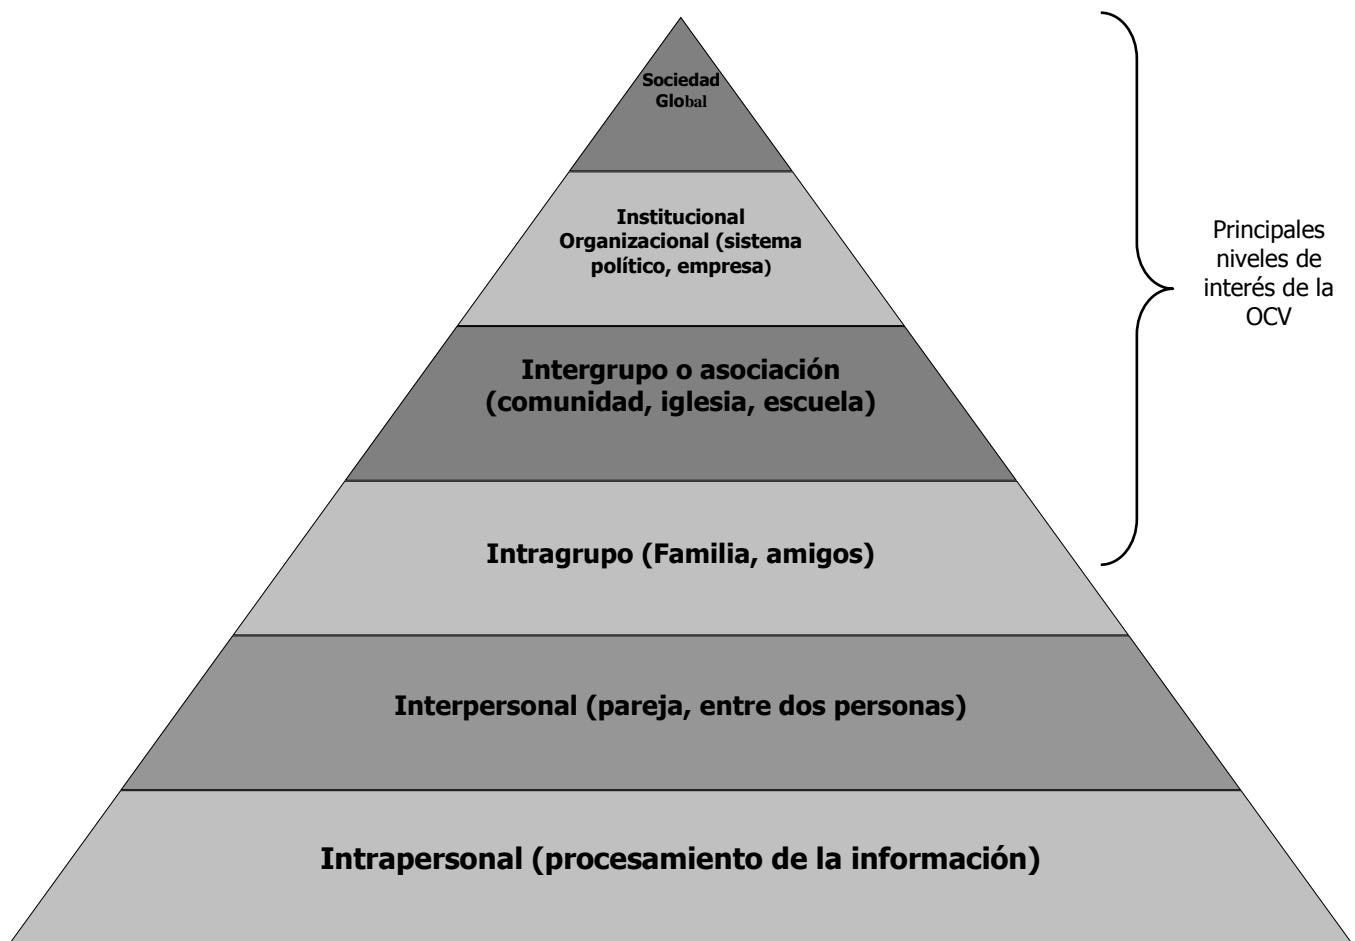 Sociedad
Global
Institucional
Organizacional (sistema
político, empresa)
Principales
niveles de
interés de la
OCV
Intergrupo o asociación
(comunidad, iglesia, escuela)
Intragrupo (Familia, amigos)
Interpersonal (pareja, entre dos personas)
Intrapersonal (procesamiento de la información)